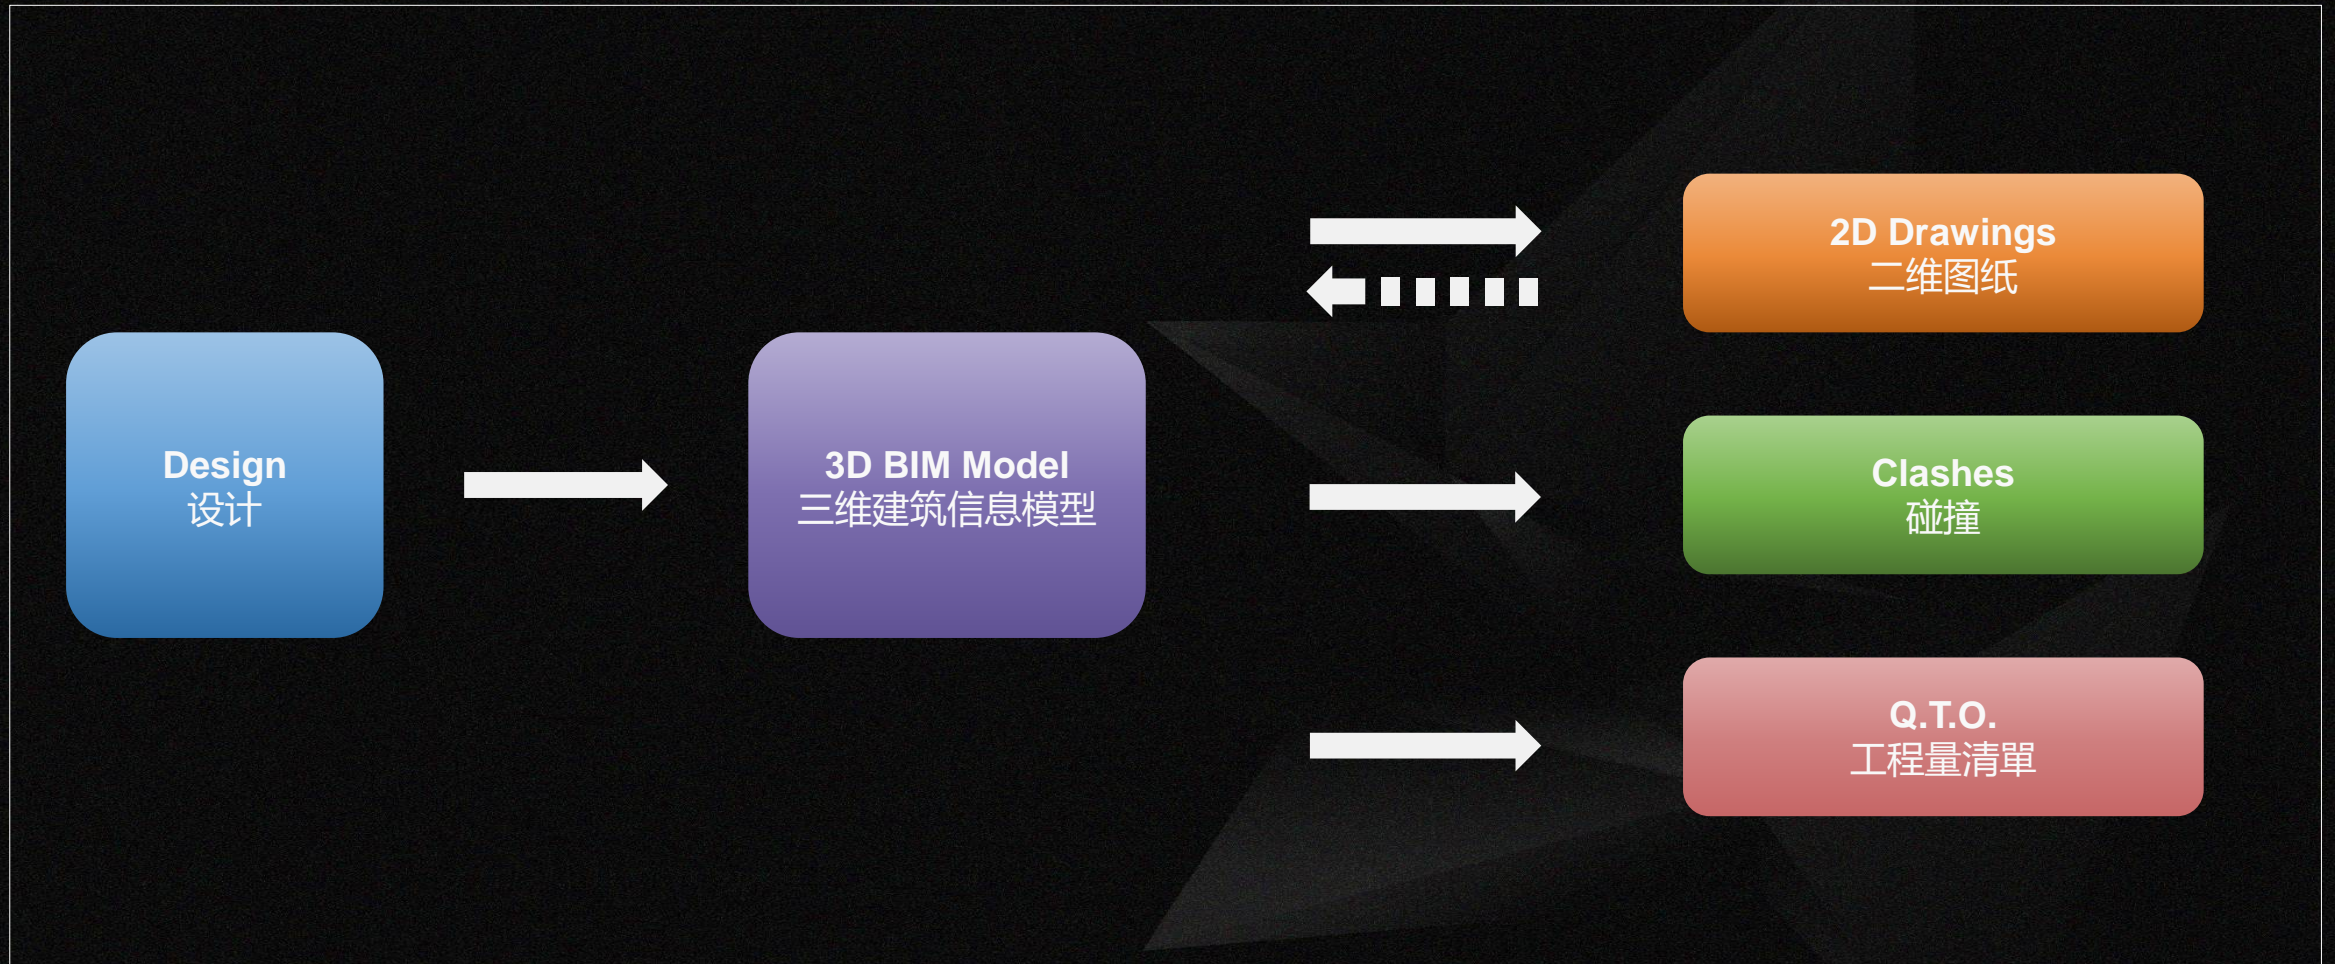 Design
设计
3D BIM Model
三维建筑信息模型
2D Drawings
二维图纸
Clashes
碰撞
Q.T.O.
工程量清單